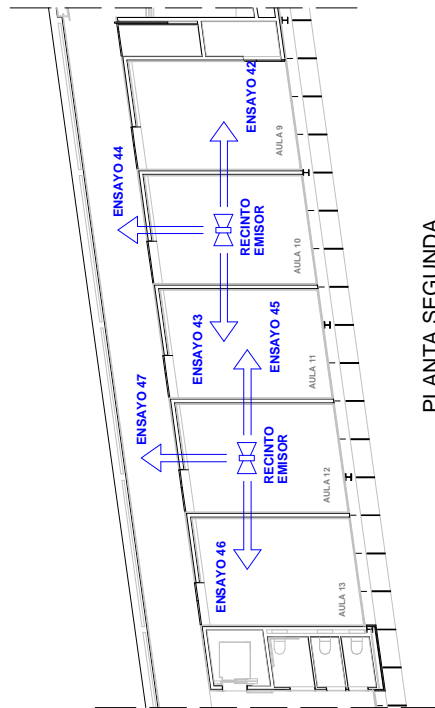 ENSAYO 42
AULA 9
ENSAYO 44
RECINTO
EMISOR
AULA 10
ENSAYO 43
ENSAYO 45
AULA 11
ENSAYO 47
RECINTO
EMISOR
AULA 12
ENSAYO 46
AULA 13
PLANTA SEGUNDA